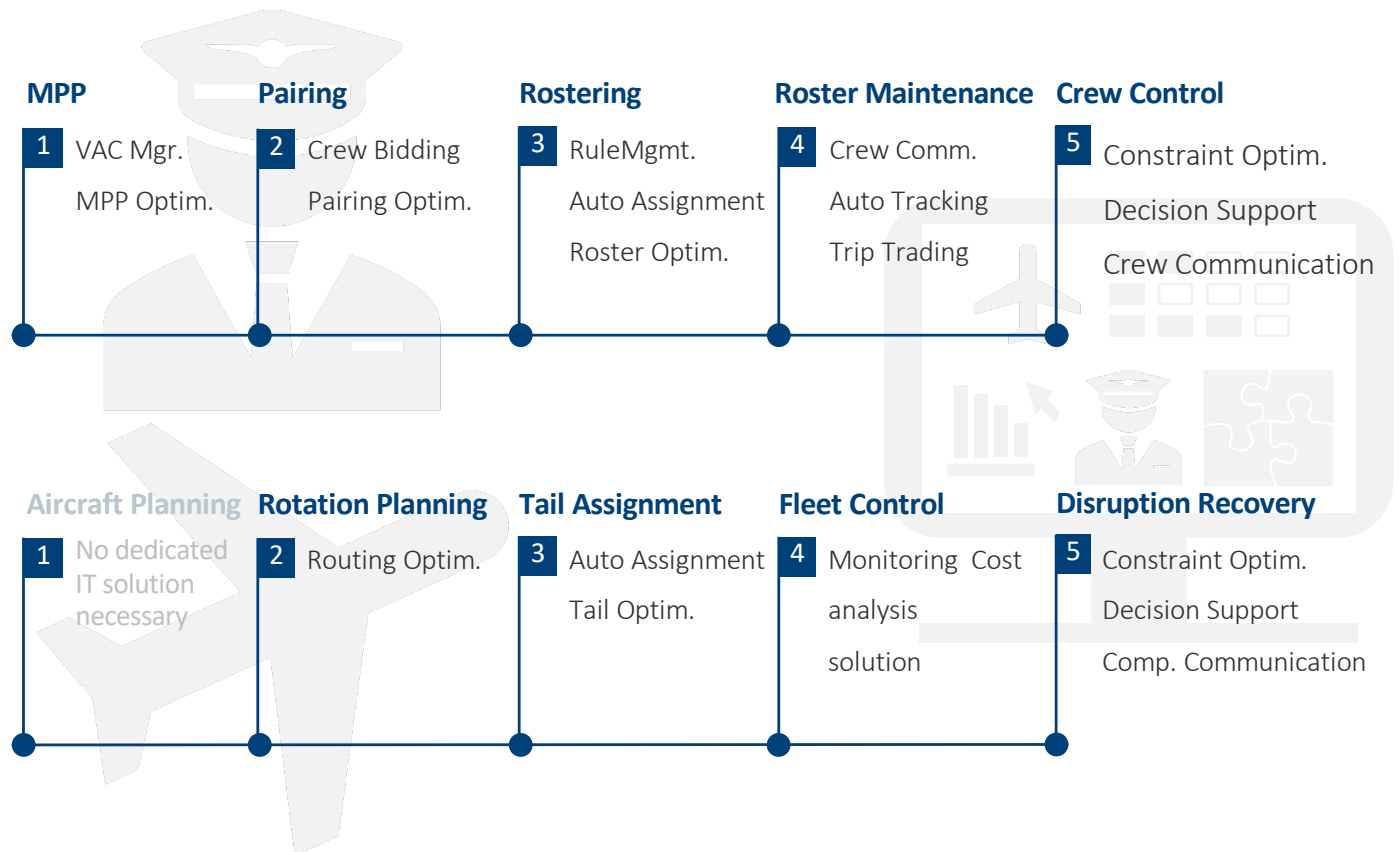 MPP
1
VAC Mgr.
MPP Optim.
Pairing
2
Crew Bidding
Pairing Optim.
Rostering
3
RuleMgmt.
Auto Assignment
Roster Optim.
Roster Maintenance
4
Crew Comm.
Auto Tracking
Trip Trading
Crew Control
5
Constraint Optim.
Decision Support
Crew Communication
Aircraft Planning
1
No dedicated
IT solution
necessary
Rotation Planning
2
Routing Optim.
Tail Assignment
3
Auto Assignment
Tail Optim.
Fleet Control
4
Monitoring Cost
analysis
solution
Disruption Recovery
5
Constraint Optim.
Decision Support
Comp. Communication